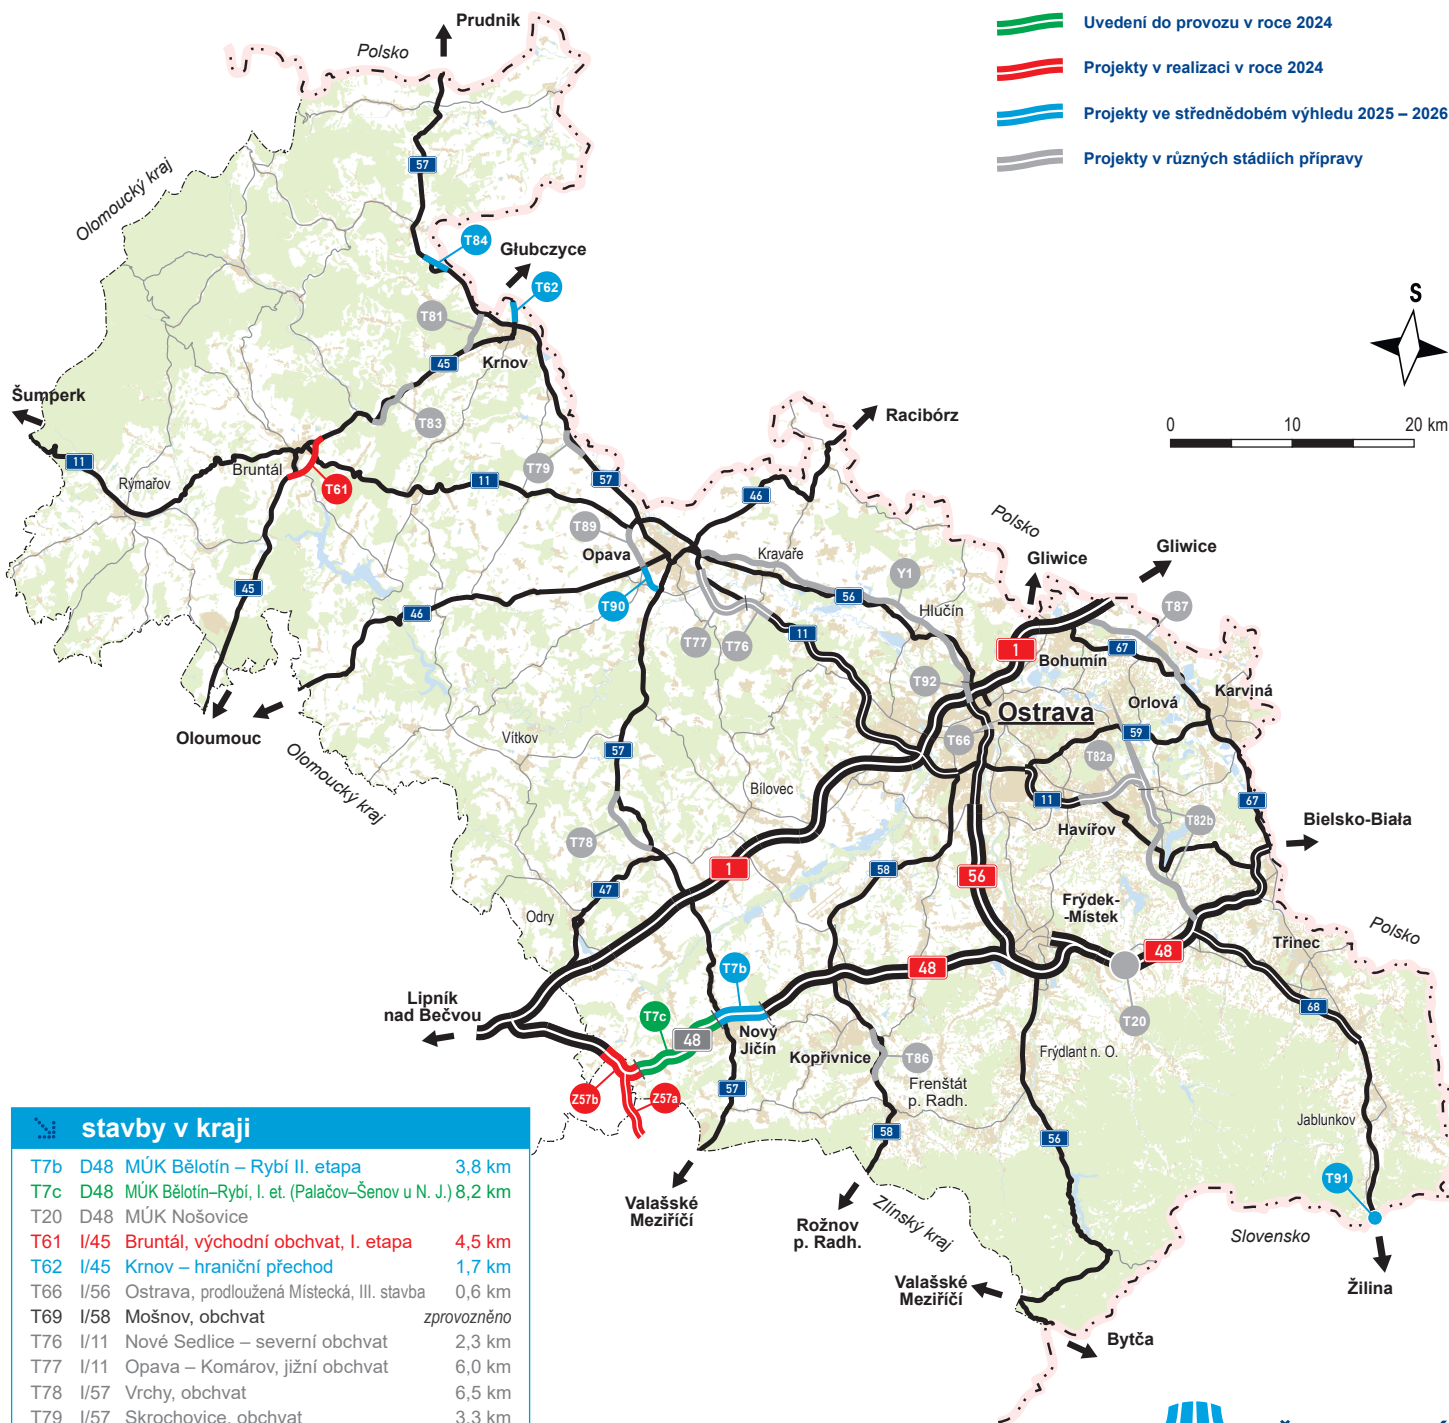 Prudnik
Polsko
Uvedení do provozu v roce 2024
Projekty v realizaci v roce 2024
Projekty ve střednědobém výhledu 2025 – 2026
Projekty v různých stádiích přípravy
57
Olomoucký kraj
T84
Głubczyce
T62
S
T81
45
Krnov
0 10 20 km
Šumperk
T83
Racibórz
11
Rýmařov
Bruntál
T61
11
T79
57
46
Polsko
T89
Opava
Kravaře
Y1
Gliwice
Gliwice
45
46
T90
56
Hlučín
T87
T77
T76
11
1
Bohumín
67
T92
Orlová
Karviná
Ostrava
Oloumouc
Olomoucký kraj
Vítkov
57
T66
59
T82a
Bílovec
11
67
Havířov
T82b
Bielsko-Biała
T78
1
58
56
47
Odry
Frýdek-
-Místek
Polsko
Třinec
T7b
48
48
Lipník
nad Bečvou
T7c
48
Nový
Jičín
T20
68
Kopřivnice
T86
Frýdlant n. O.
Z57b
Z57a
57
Frenštát
p. Radh.
Jablunkov
58
56
T91
Valašské
Meziříčí
Rožnov
p. Radh.
Zlínský kraj
Slovensko
Valašské
Meziříčí
Žilina
Bytča
stavby v kraji
T7b D48 MÚK Bělotín – Rybí II. etapa 3,8 km
T7c D48 MÚK Bělotín–Rybí, I. et. (Palačov–Šenov u N. J.) 8,2 km
T20 D48 MÚK Nošovice
T61 I/45 Bruntál, východní obchvat, I. etapa 4,5 km
T62 I/45 Krnov – hraniční přechod 1,7 km
T66 I/56 Ostrava, prodloužená Místecká, III. stavba 0,6 km
T69 I/58 Mošnov, obchvat zprovozněno
T76 I/11 Nové Sedlice – severní obchvat 2,3 km
T77 I/11 Opava – Komárov, jižní obchvat 6,0 km
T78 I/57 Vrchy, obchvat 6,5 km
T79 I/57 Skrochovice, obchvat 3,3 km